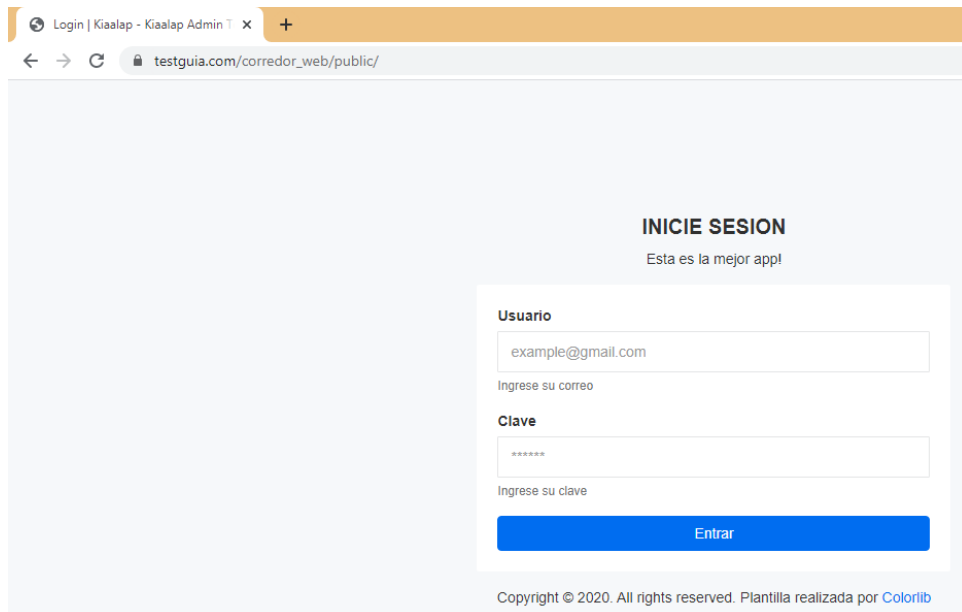 Login | Kiaalap - Kiaalap Admin T
testguia.com/corredor_web/public/
INICIE SESION
Esta es la mejor app!
Usuario
example@gmail.com
Ingrese su correo
Clave
******
Ingrese su clave
Entrar
Copyright © 2020. All rights reserved. Plantilla realizada por Colorlib